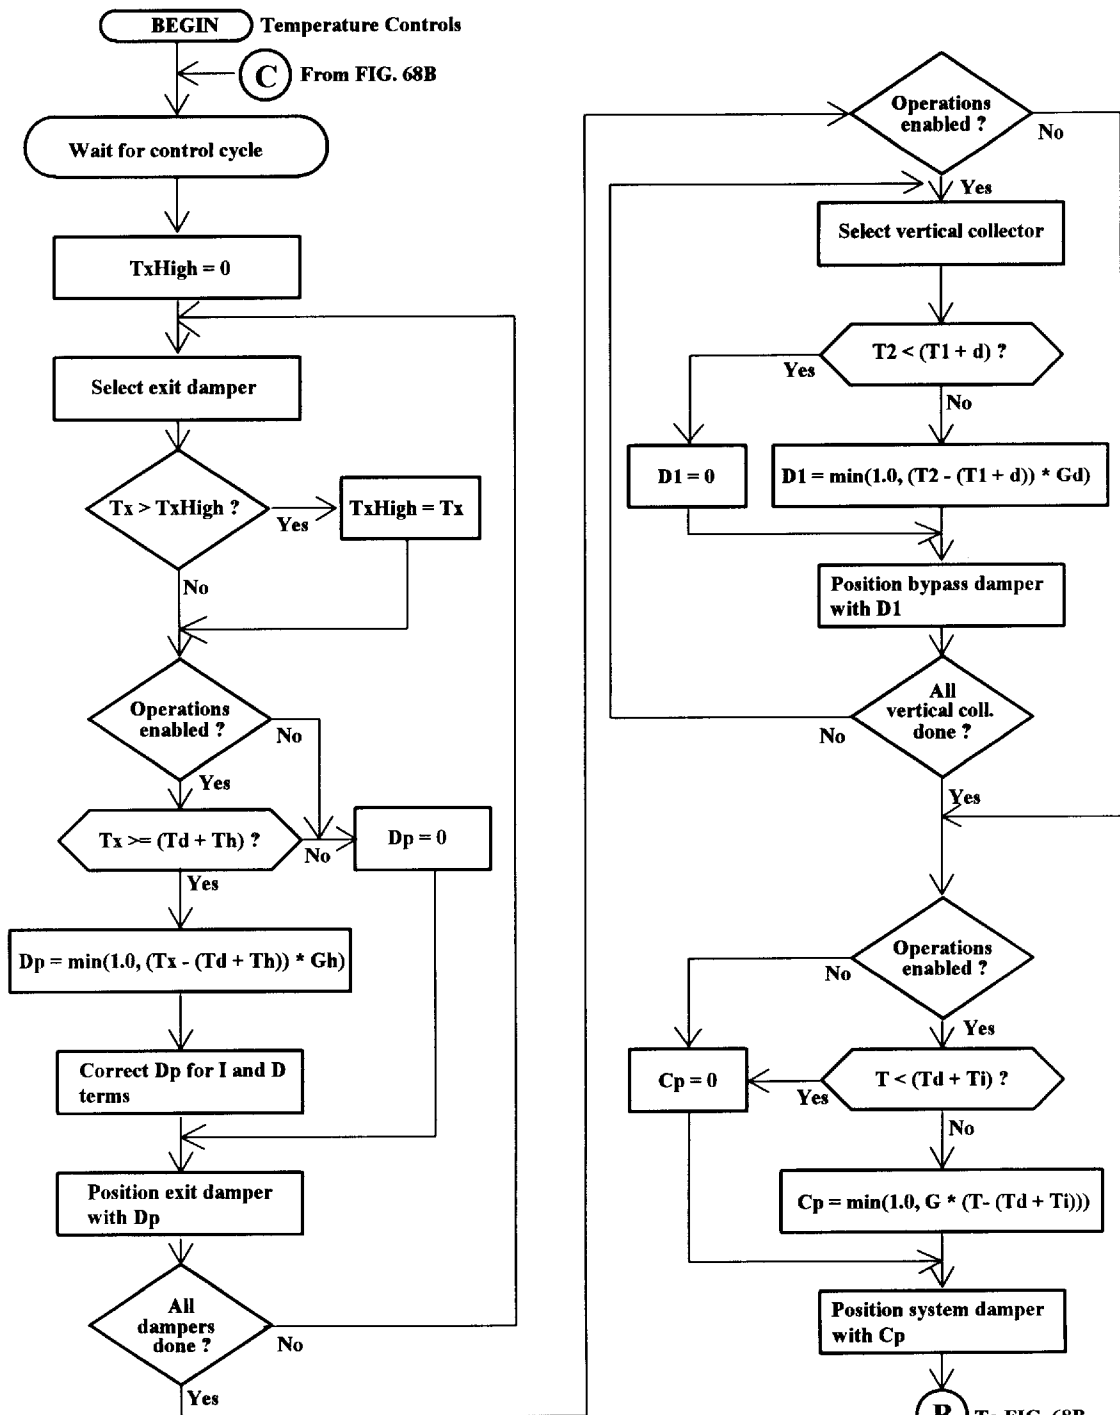 BEGIN Temperature Controls
C From FIG. 68B
Wait for control cycle
TxHigh = 0
Select exit damper
Tx > TxHigh ?
Yes
TxHigh = Tx
No
Operations
enabled ?
No
Yes
Tx >= (Td + Th) ?
No
Dp = 0
Yes
Dp = min(1.0, (Tx - (Td + Th)) * Gh)
Correct Dp for I and D
terms
Position exit damper
with Dp
All
dampers
done ?
No
Yes
Operations
enabled ?
No
Yes
Select vertical collector
T2 < (T1 + d) ?
Yes
No
D1 = 0
D1 = min(1.0, (T2 - (T1 + d)) * Gd)
Position bypass damper
with D1
All
vertical coll.
done ?
No
Yes
Operations
enabled ?
No
Yes
Cp = 0
T < (Td + Ti) ?
Yes
No
Cp = min(1.0, G * (T- (Td + Ti)))
Position system damper
with Cp
B To FIG. 68B